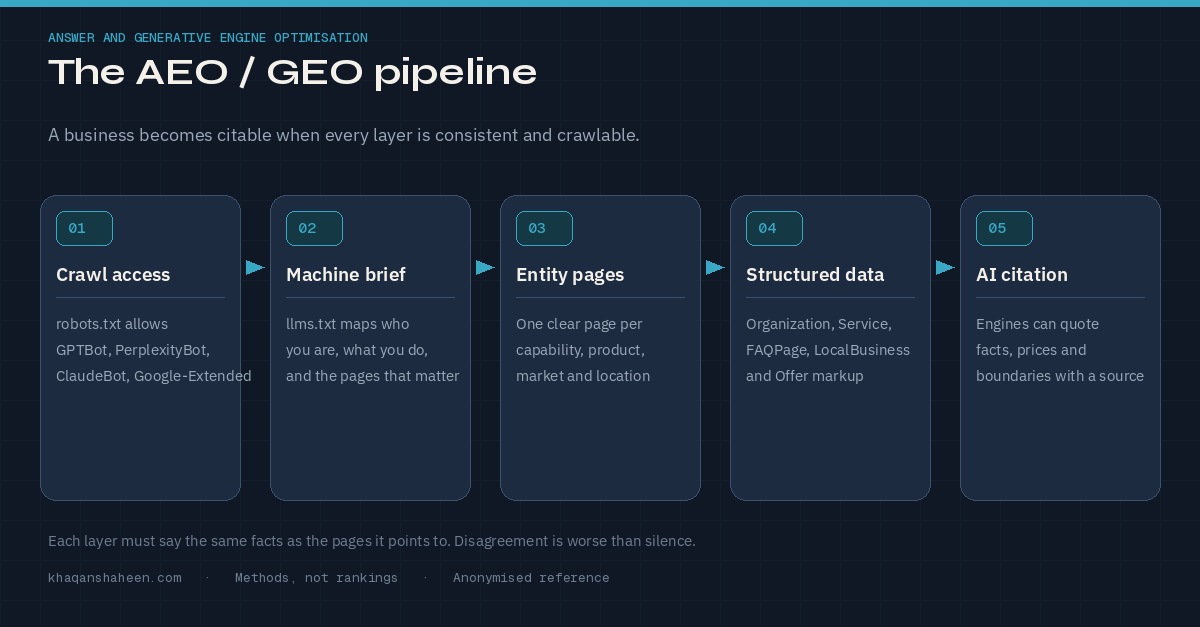 ANSWER AND GENERATIVE ENGINE OPTIMISATION
The AEO / GEO pipeline
A business becomes citable when every layer is consistent and crawlable.
01
Crawl access
robots.txt allows
GPTBot, PerplexityBot,
ClaudeBot, Google-Extended
02
Machine brief
llms.txt maps who
you are, what you do,
and the pages that matter
03
Entity pages
One clear page per
capability, product,
market and location
04
Structured data
Organization, Service,
FAQPage, LocalBusiness
and Offer markup
05
AI citation
Engines can quote
facts, prices and
boundaries with a source
Each layer must say the same facts as the pages it points to. Disagreement is worse than silence.
khaqanshaheen.com · Methods, not rankings · Anonymised reference